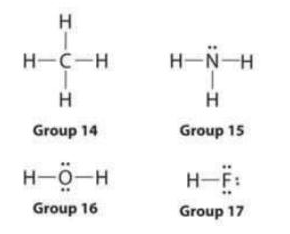 H
H–C–H
H
Group 14
H–N̈–H
H
Group 15
H–Ö–H
Group 16
H–F̈:
Group 17